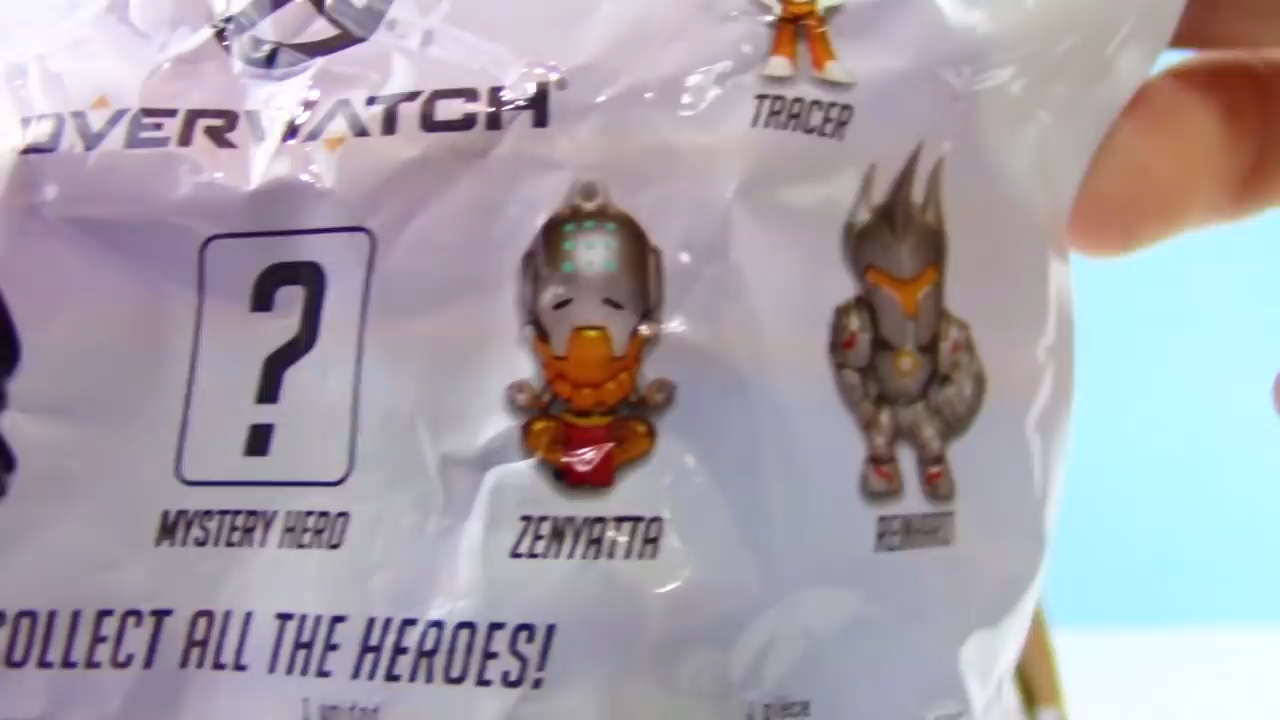 OVERWATCH
TRACER
MYSTERY HERO
ZENYATTA
COLLECT ALL THE HEROES!